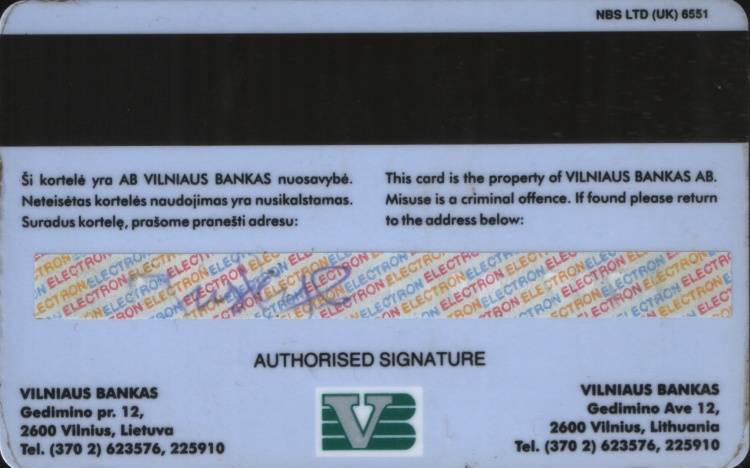 NBS LTD (UK) 6551
Ši kortelė yra AB VILNIAUS BANKAS nuosavybė.
Neteisėtas kortelės naudojimas yra nusikalstamas.
Suradus kortelę, prašome pranešti adresu:
This card is the property of VILNIAUS BANKAS AB.
Misuse is a criminal offence. If found please return
to the address below:
ELECTRON ELECTRON ELECTRON ELECTRON ELECTRON ELECTRON
AUTHORISED SIGNATURE
VILNIAUS BANKAS
Gedimino pr. 12,
2600 Vilnius, Lietuva
Tel. (370 2) 623576, 225910
VB
VILNIAUS BANKAS
Gedimino Ave 12,
2600 Vilnius, Lithuania
Tel. (370 2) 623576, 225910